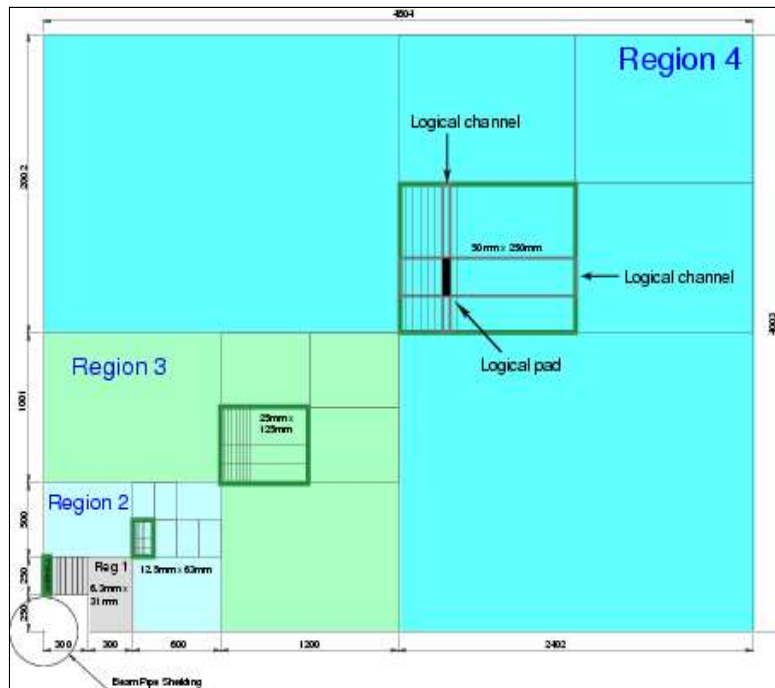 4804
Region 4
Logical channel
2002
50mm x 250mm
Logical channel
Logical pad
4003
Region 3
1001
25mm x
125mm
Region 2
500
Reg 1
12.5mm x 63mm
250
6.3mm x
31mm
250
300
300
600
1200
2402
Beam Pipe Shielding